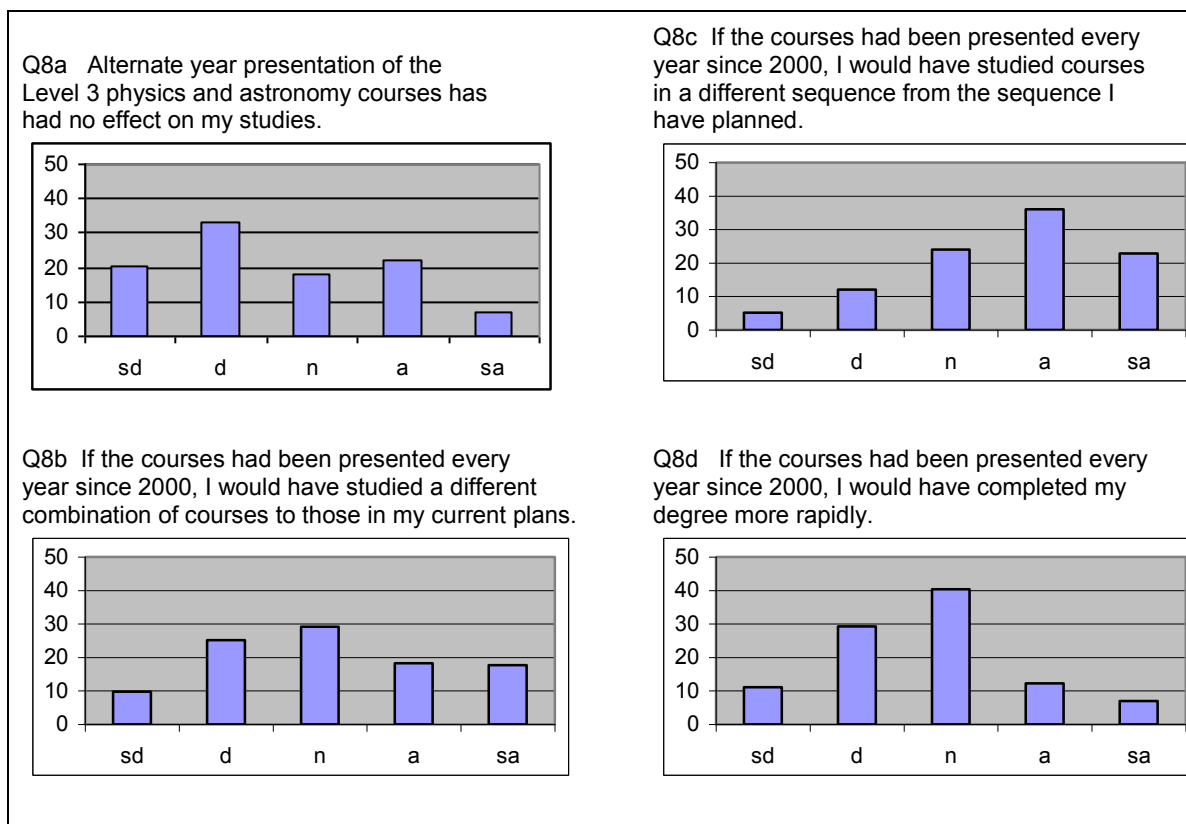 Q8a Alternate year presentation of the
Level 3 physics and astronomy courses has
had no effect on my studies.
50
40
30
20
10
0
sd d n a sa
Q8b If the courses had been presented every
year since 2000, I would have studied a different
combination of courses to those in my current plans.
50
40
30
20
10
0
sd d n a sa
Q8c If the courses had been presented every
year since 2000, I would have studied courses
in a different sequence from the sequence I
have planned.
50
40
30
20
10
0
sd d n a sa
Q8d If the courses had been presented every
year since 2000, I would have completed my
degree more rapidly.
50
40
30
20
10
0
sd d n a sa